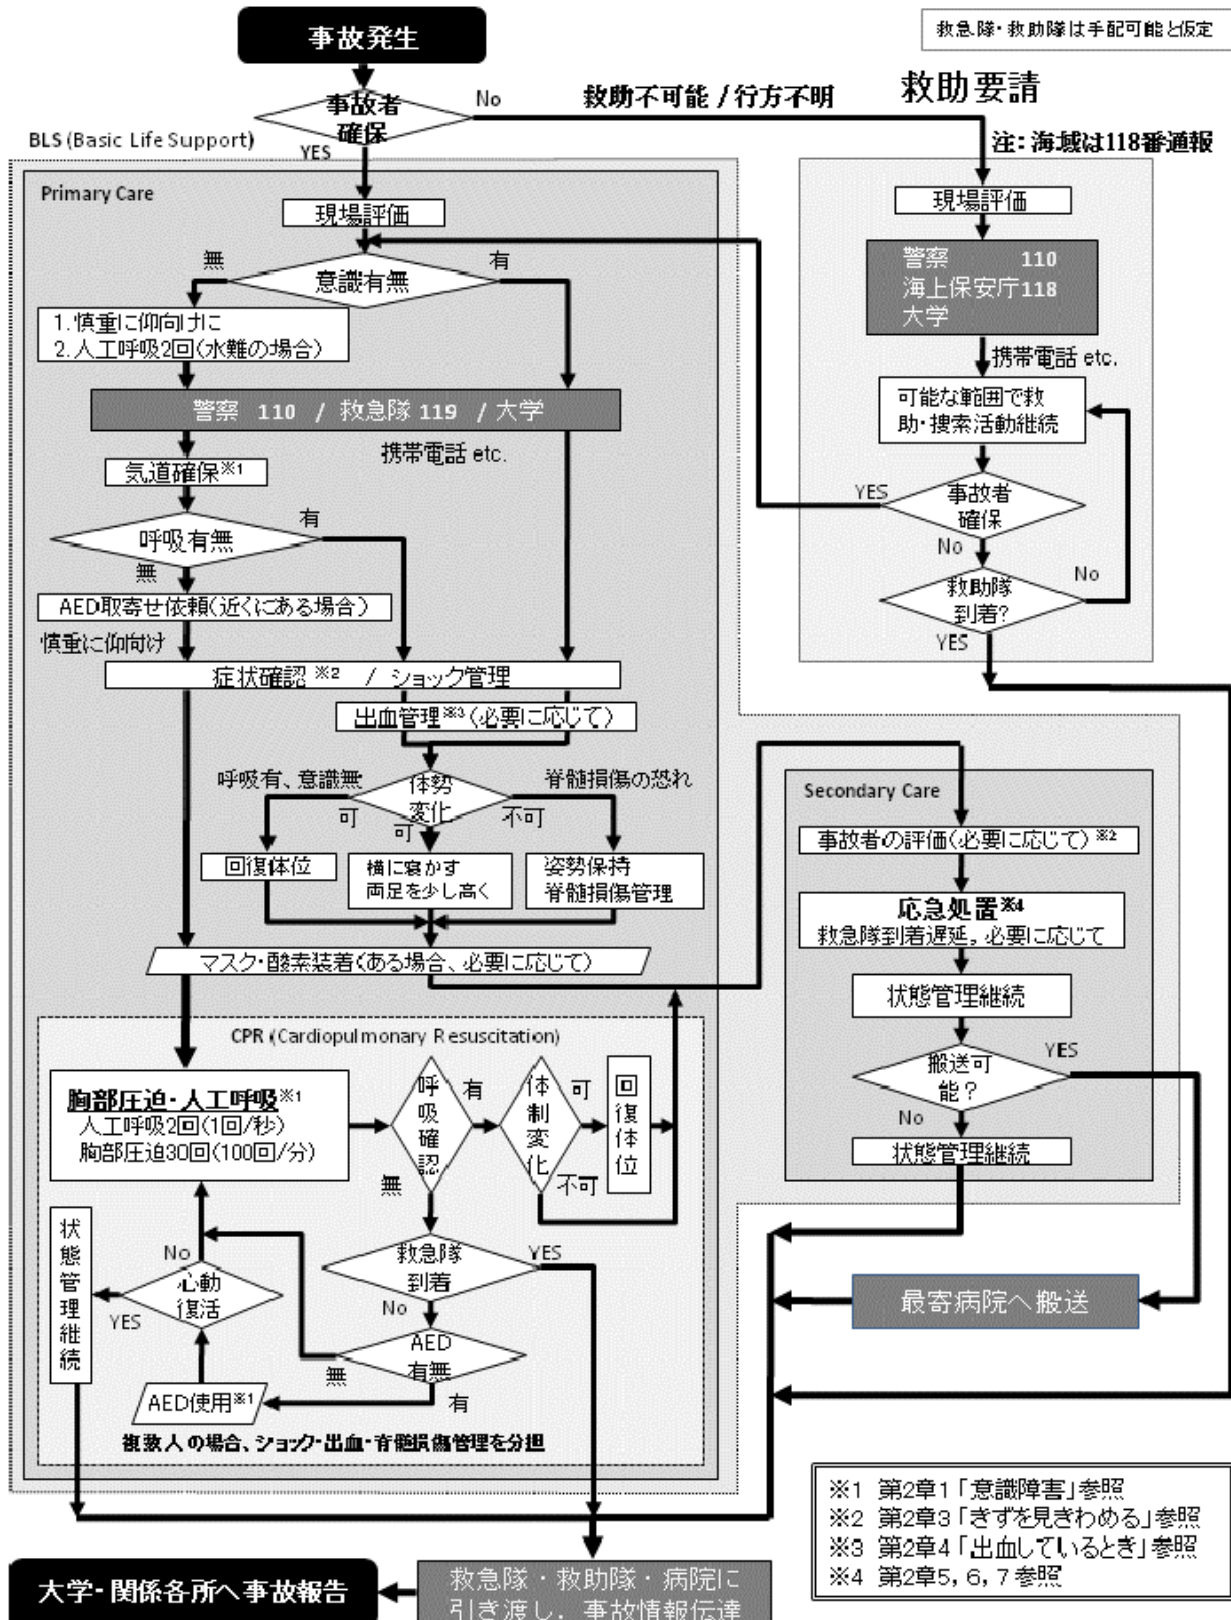 事故発生
救急隊・救助隊は手配可能と仮定
事故者
確保
No
YES
救助不可能 / 行方不明
救助要請
注: 海域は118番通報
BLS (Basic Life Support)
Primary Care
現場評価
意識有無
無
有
1.慎重に仰向けに
2.人工呼吸2回(水難の場合)
警察 110 / 救急隊 119 / 大学
携帯電話 etc.
気道確保※1
呼吸有無
有
無
AED取寄せ依頼(近くにある場合)
慎重に仰向け
症状確認 ※2 / ショック管理
出血管理※3(必要に応じて)
体勢
変化
呼吸有、意識無
可
可
不可
脊髄損傷の恐れ
回復体位
横に寝かす
両足を少し高く
姿勢保持
脊髄損傷管理
マスク・酸素装着(ある場合、必要に応じて)
CPR (Cardiopulmonary Resuscitation)
胸部圧迫・人工呼吸※1
人工呼吸2回(1回/秒)
胸部圧迫30回(100回/分)
呼吸確認
有
無
体制変化
可
不可
回復体位
救急隊
到着
YES
No
AED
有無
無
有
AED使用※1
心動
復活
No
YES
状態管理継続
複数人の場合、ショック・出血・脊髄損傷管理を分担
現場評価
警察 110
海上保安庁118
大学
携帯電話 etc.
可能な範囲で救
助・捜索活動継続
事故者
確保
YES
No
救助隊
到着?
No
YES
Secondary Care
事故者の評価(必要に応じて)※2
応急処置※4
救急隊到着遅延, 必要に応じて
状態管理継続
搬送可
能?
YES
No
状態管理継続
最寄病院へ搬送
※1 第2章1「意識障害」参照
※2 第2章3「きずを見きわめる」参照
※3 第2章4「出血しているとき」参照
※4 第2章5, 6, 7 参照
救急隊・救助隊・病院に
引き渡し. 事故情報伝達
大学・関係各所へ事故報告